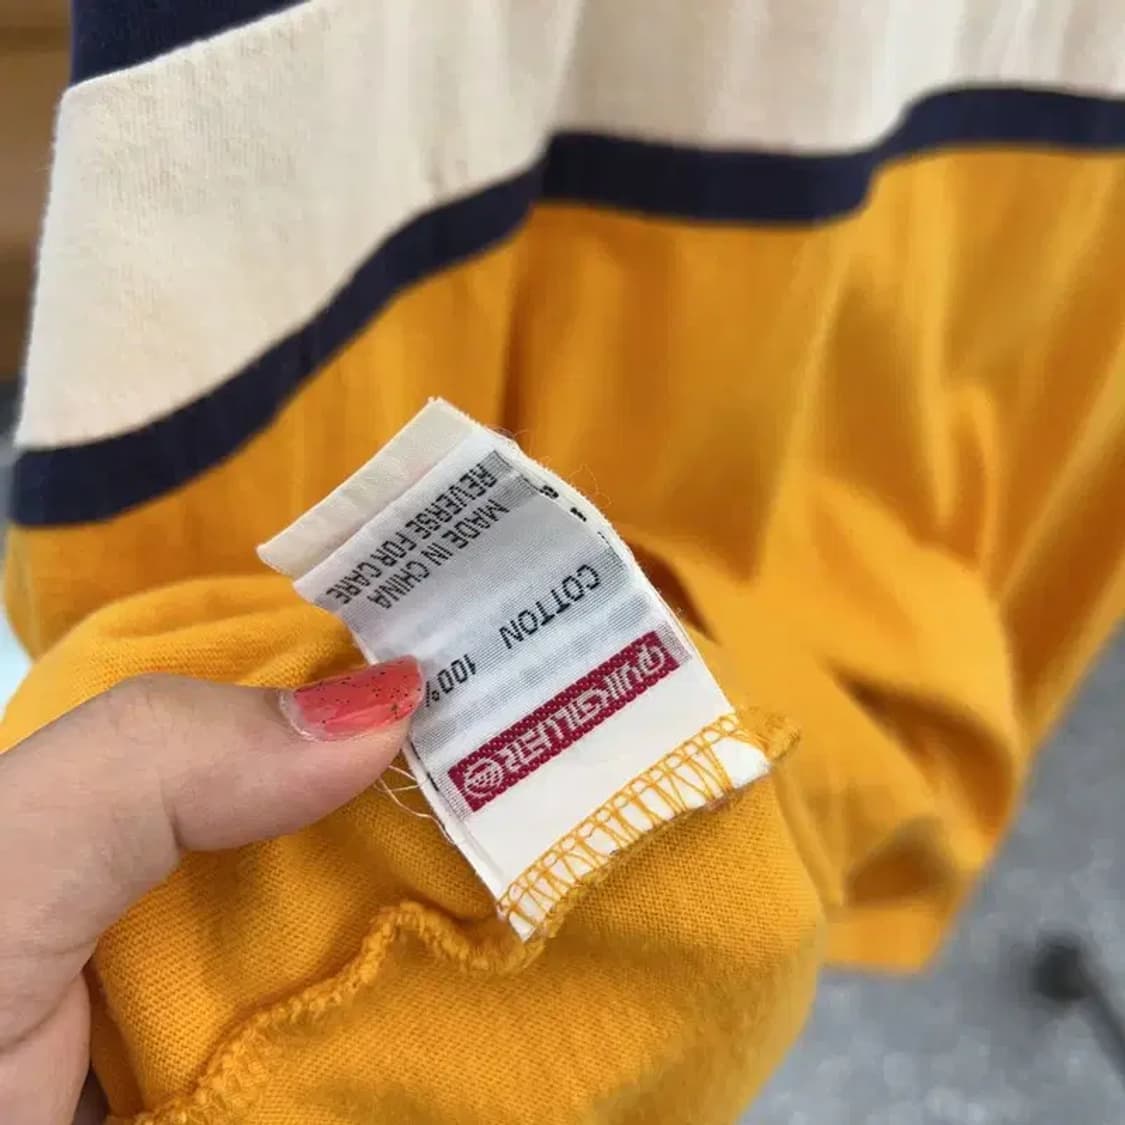 QUIKSILVER
COTTON 100%
MADE IN CHINA
REVERSE FOR CARE